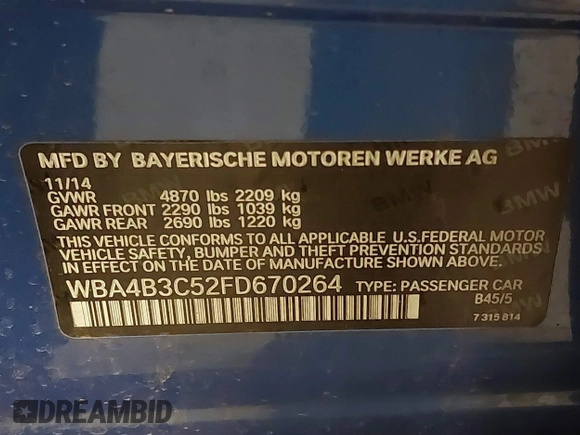 MFD BY BAYERISCHE MOTOREN WERKE AG
11/14
GVWR 4870 lbs 2209 kg
GAWR FRONT 2290 lbs 1038 kg
GAWR REAR 2690 lbs 1220 kg
THIS VEHICLE CONFORMS TO ALL APPLICABLE U.S.FEDERAL MOTOR
VEHICLE SAFETY, BUMPER, AND THEFT PREVENTION STANDARDS
IN EFFECT ON THE DATE OF MANUFACTURE SHOWN ABOVE.
WBA4B3C52FD670264 TYPE: PASSENGER CAR
B45/5
7 315 814
BMW
DREAMBID